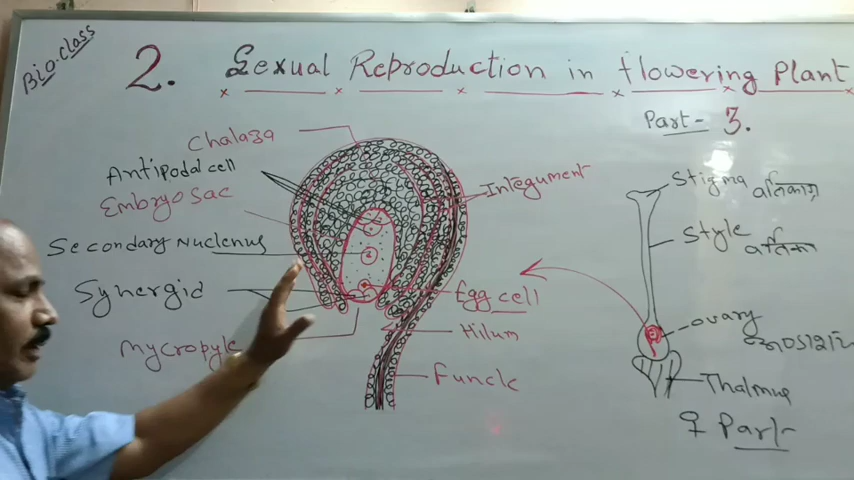 Bio-Class
2. Sexual Reproduction in flowering Plant
Part- 3.
Chalaza
Antipodal cell
Embryo sac
Secondary Nuclenus
Synergid
Mycropyle
Integument
Egg cell
Hilum
Funcle
Stigma
Style
ovary
Thalmus
♀ Part-